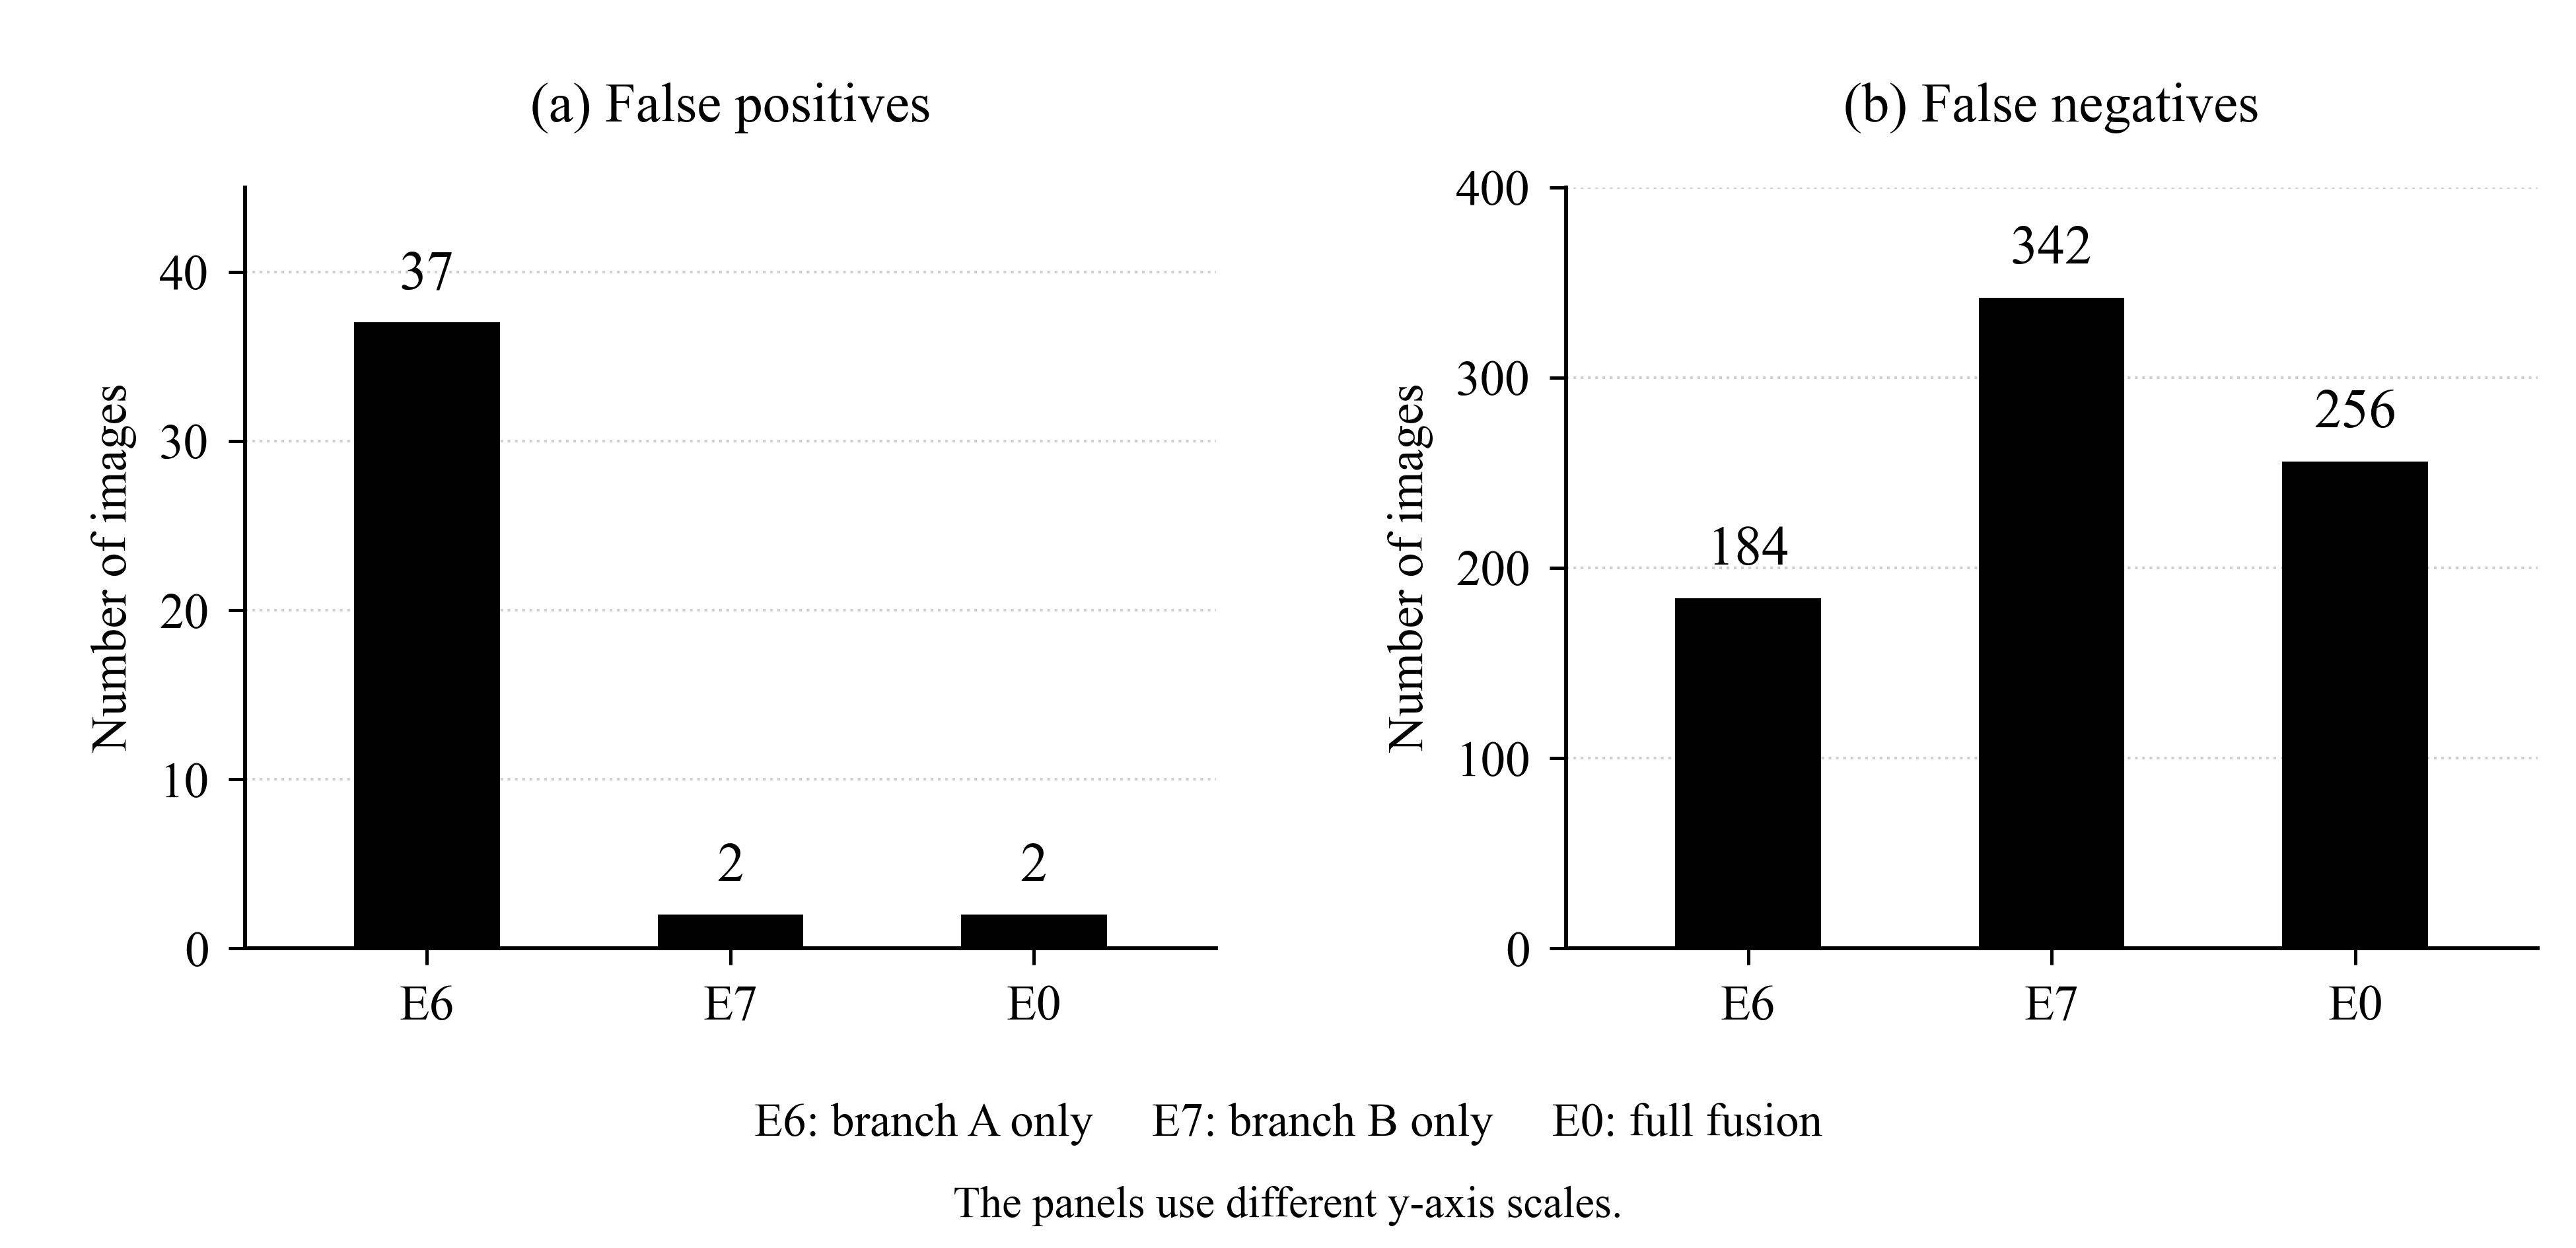 (a) False positives
Number of images
40
30
20
10
0
37
2
2
E6
E7
E0
(b) False negatives
Number of images
400
300
200
100
0
184
342
256
E6
E7
E0
E6: branch A only E7: branch B only E0: full fusion
The panels use different y-axis scales.